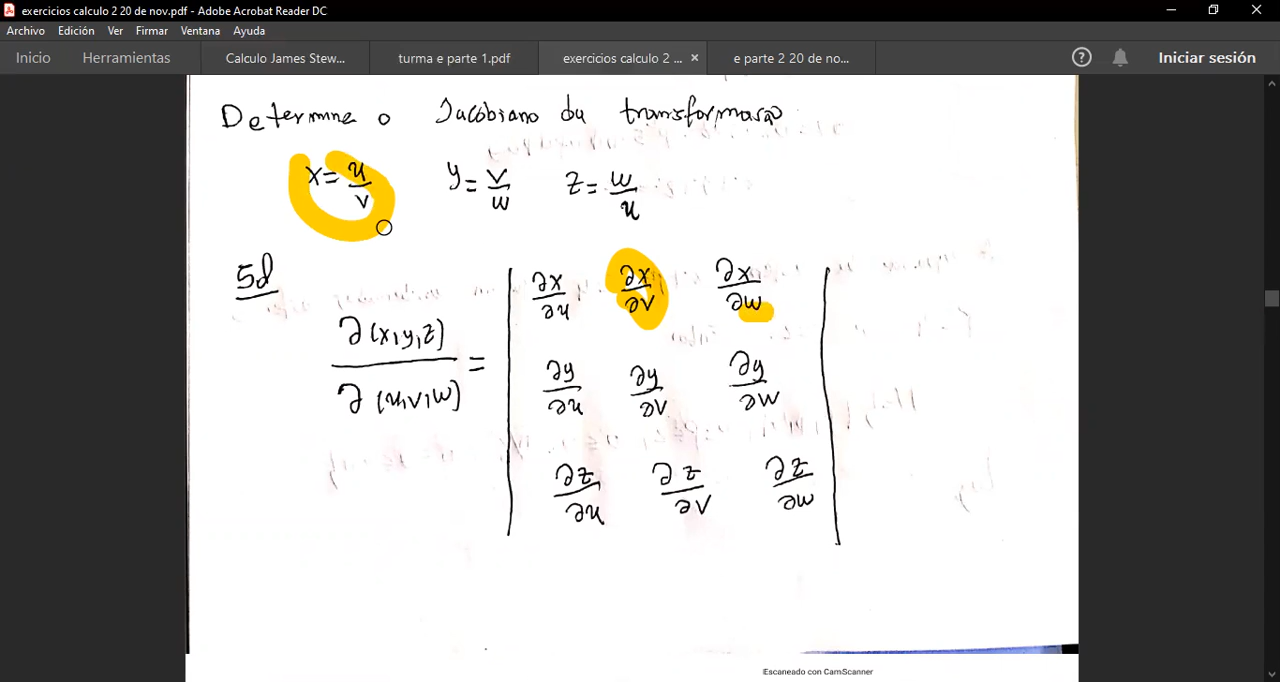 exercicios calculo 2 20 de nov.pdf - Adobe Acrobat Reader DC
Archivo Edición Ver Firmar Ventana Ayuda
Inicio Herramientas Calculo James Stew... turma e parte 1.pdf exercicios calculo 2 ... × e parte 2 20 de no... ? Iniciar sesión
Determine o Jacobiano da transformação
x = u/v y = v/w z = w/u
Sol
∂(x,y,z)/∂(u,v,w) = | ∂x/∂u ∂x/∂v ∂x/∂w |
| ∂y/∂u ∂y/∂v ∂y/∂w |
| ∂z/∂u ∂z/∂v ∂z/∂w |
Escaneado con CamScanner